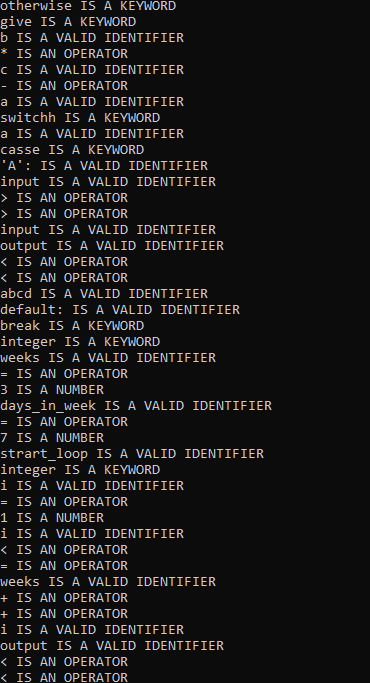 otherwise IS A KEYWORD
give IS A KEYWORD
b IS A VALID IDENTIFIER
* IS AN OPERATOR
c IS A VALID IDENTIFIER
- IS AN OPERATOR
a IS A VALID IDENTIFIER
switchh IS A KEYWORD
a IS A VALID IDENTIFIER
casse IS A KEYWORD
'A': IS A VALID IDENTIFIER
input IS A VALID IDENTIFIER
> IS AN OPERATOR
> IS AN OPERATOR
input IS A VALID IDENTIFIER
output IS A VALID IDENTIFIER
< IS AN OPERATOR
< IS AN OPERATOR
abcd IS A VALID IDENTIFIER
default: IS A VALID IDENTIFIER
break IS A KEYWORD
integer IS A KEYWORD
weeks IS A VALID IDENTIFIER
= IS AN OPERATOR
3 IS A NUMBER
days_in_week IS A VALID IDENTIFIER
= IS AN OPERATOR
7 IS A NUMBER
strart_loop IS A VALID IDENTIFIER
integer IS A KEYWORD
i IS A VALID IDENTIFIER
= IS AN OPERATOR
1 IS A NUMBER
i IS A VALID IDENTIFIER
< IS AN OPERATOR
= IS AN OPERATOR
weeks IS A VALID IDENTIFIER
+ IS AN OPERATOR
+ IS AN OPERATOR
i IS A VALID IDENTIFIER
output IS A VALID IDENTIFIER
< IS AN OPERATOR
< IS AN OPERATOR